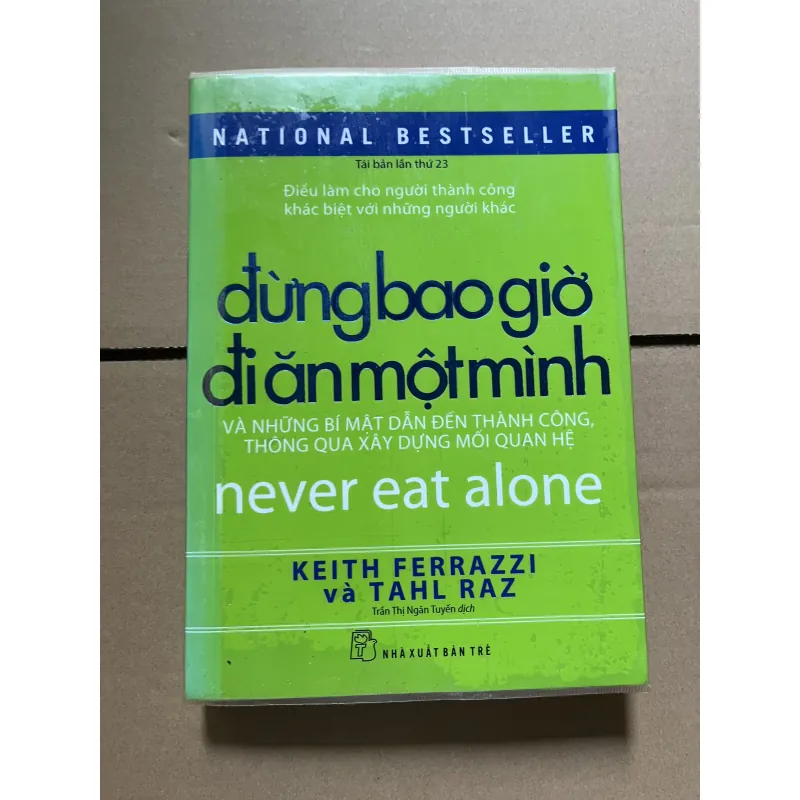 NATIONAL BESTSELLER
Tái bản lần thứ 23
Điều làm cho người thành công
khác biệt với những người khác
đừng bao giờ
đi ăn một mình
VÀ NHỮNG BÍ MẬT DẪN ĐẾN THÀNH CÔNG,
THÔNG QUA XÂY DỰNG MỐI QUAN HỆ
never eat alone
KEITH FERRAZZI
và TAHL RAZ
Trần Thị Ngân Tuyến dịch
NHÀ XUẤT BẢN TRẺ